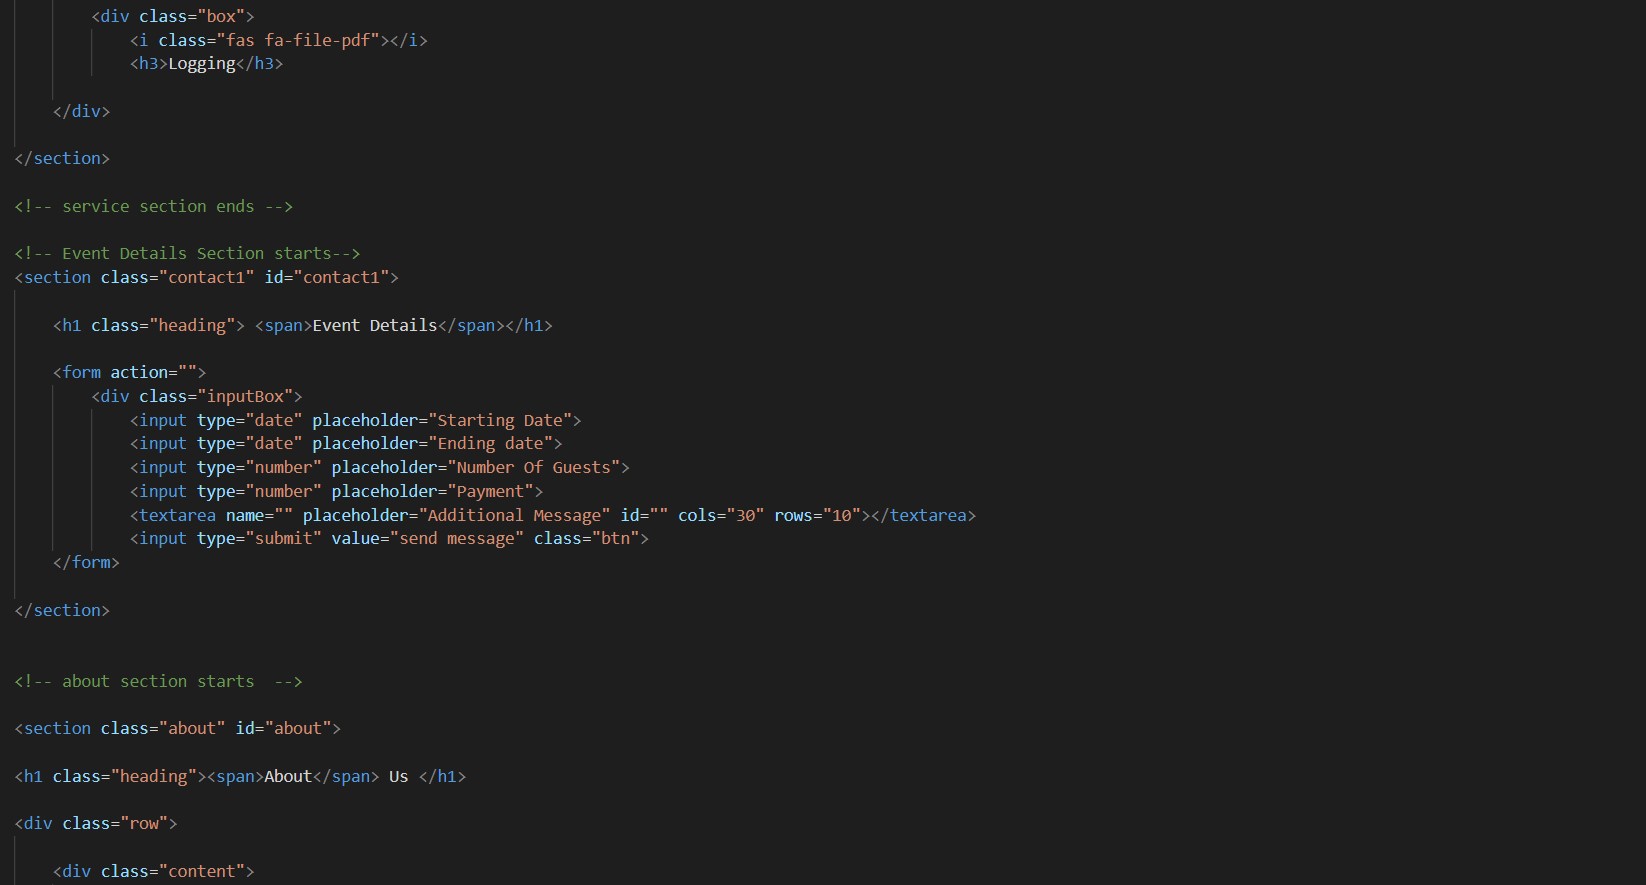 <div class="box">
<i class="fas fa-file-pdf"></i>
<h3>Logging</h3>
</div>
</section>
<!-- service section ends -->
<!-- Event Details Section starts-->
<section class="contact1" id="contact1">
<h1 class="heading"> <span>Event Details</span></h1>
<form action="">
<div class="inputBox">
<input type="date" placeholder="Starting Date">
<input type="date" placeholder="Ending date">
<input type="number" placeholder="Number Of Guests">
<input type="number" placeholder="Payment">
<textarea name="" placeholder="Additional Message" id="" cols="30" rows="10"></textarea>
<input type="submit" value="send message" class="btn">
</form>
</section>
<!-- about section starts  -->
<section class="about" id="about">
<h1 class="heading"><span>About</span> Us </h1>
<div class="row">
<div class="content">